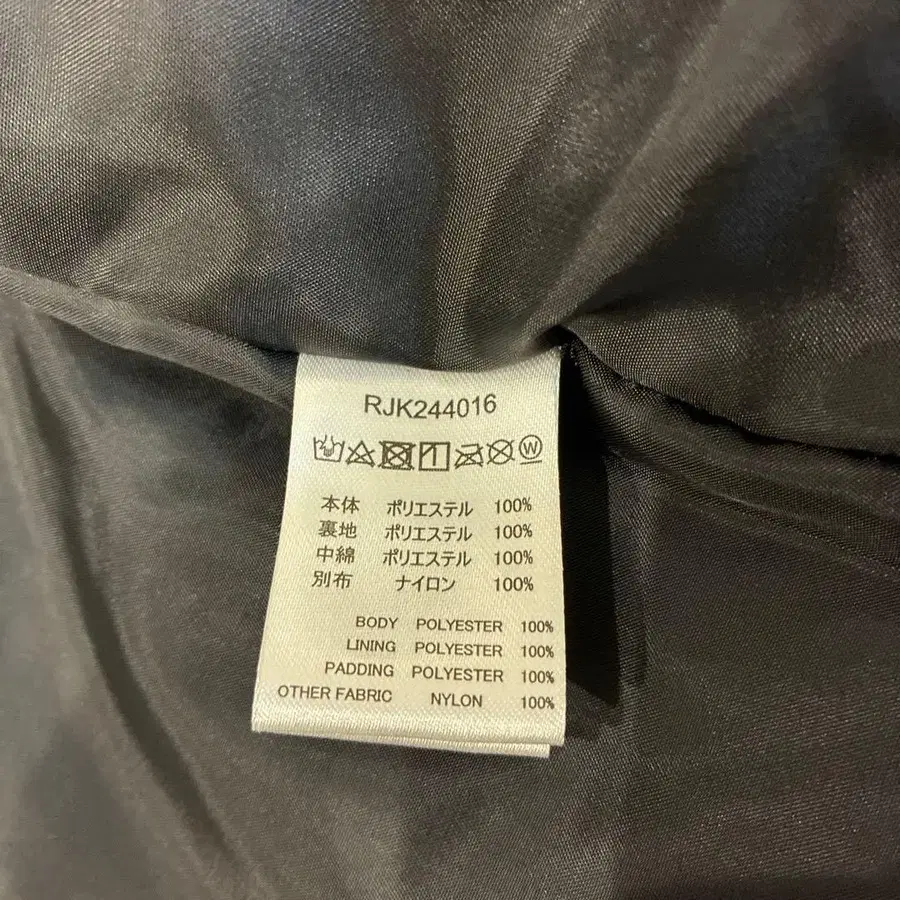 RJK244016
W
本体 ポリエステル 100%
裏地 ポリエステル 100%
中綿 ポリエステル 100%
別布 ナイロン 100%
BODY POLYESTER 100%
LINING POLYESTER 100%
PADDING POLYESTER 100%
OTHER FABRIC NYLON 100%